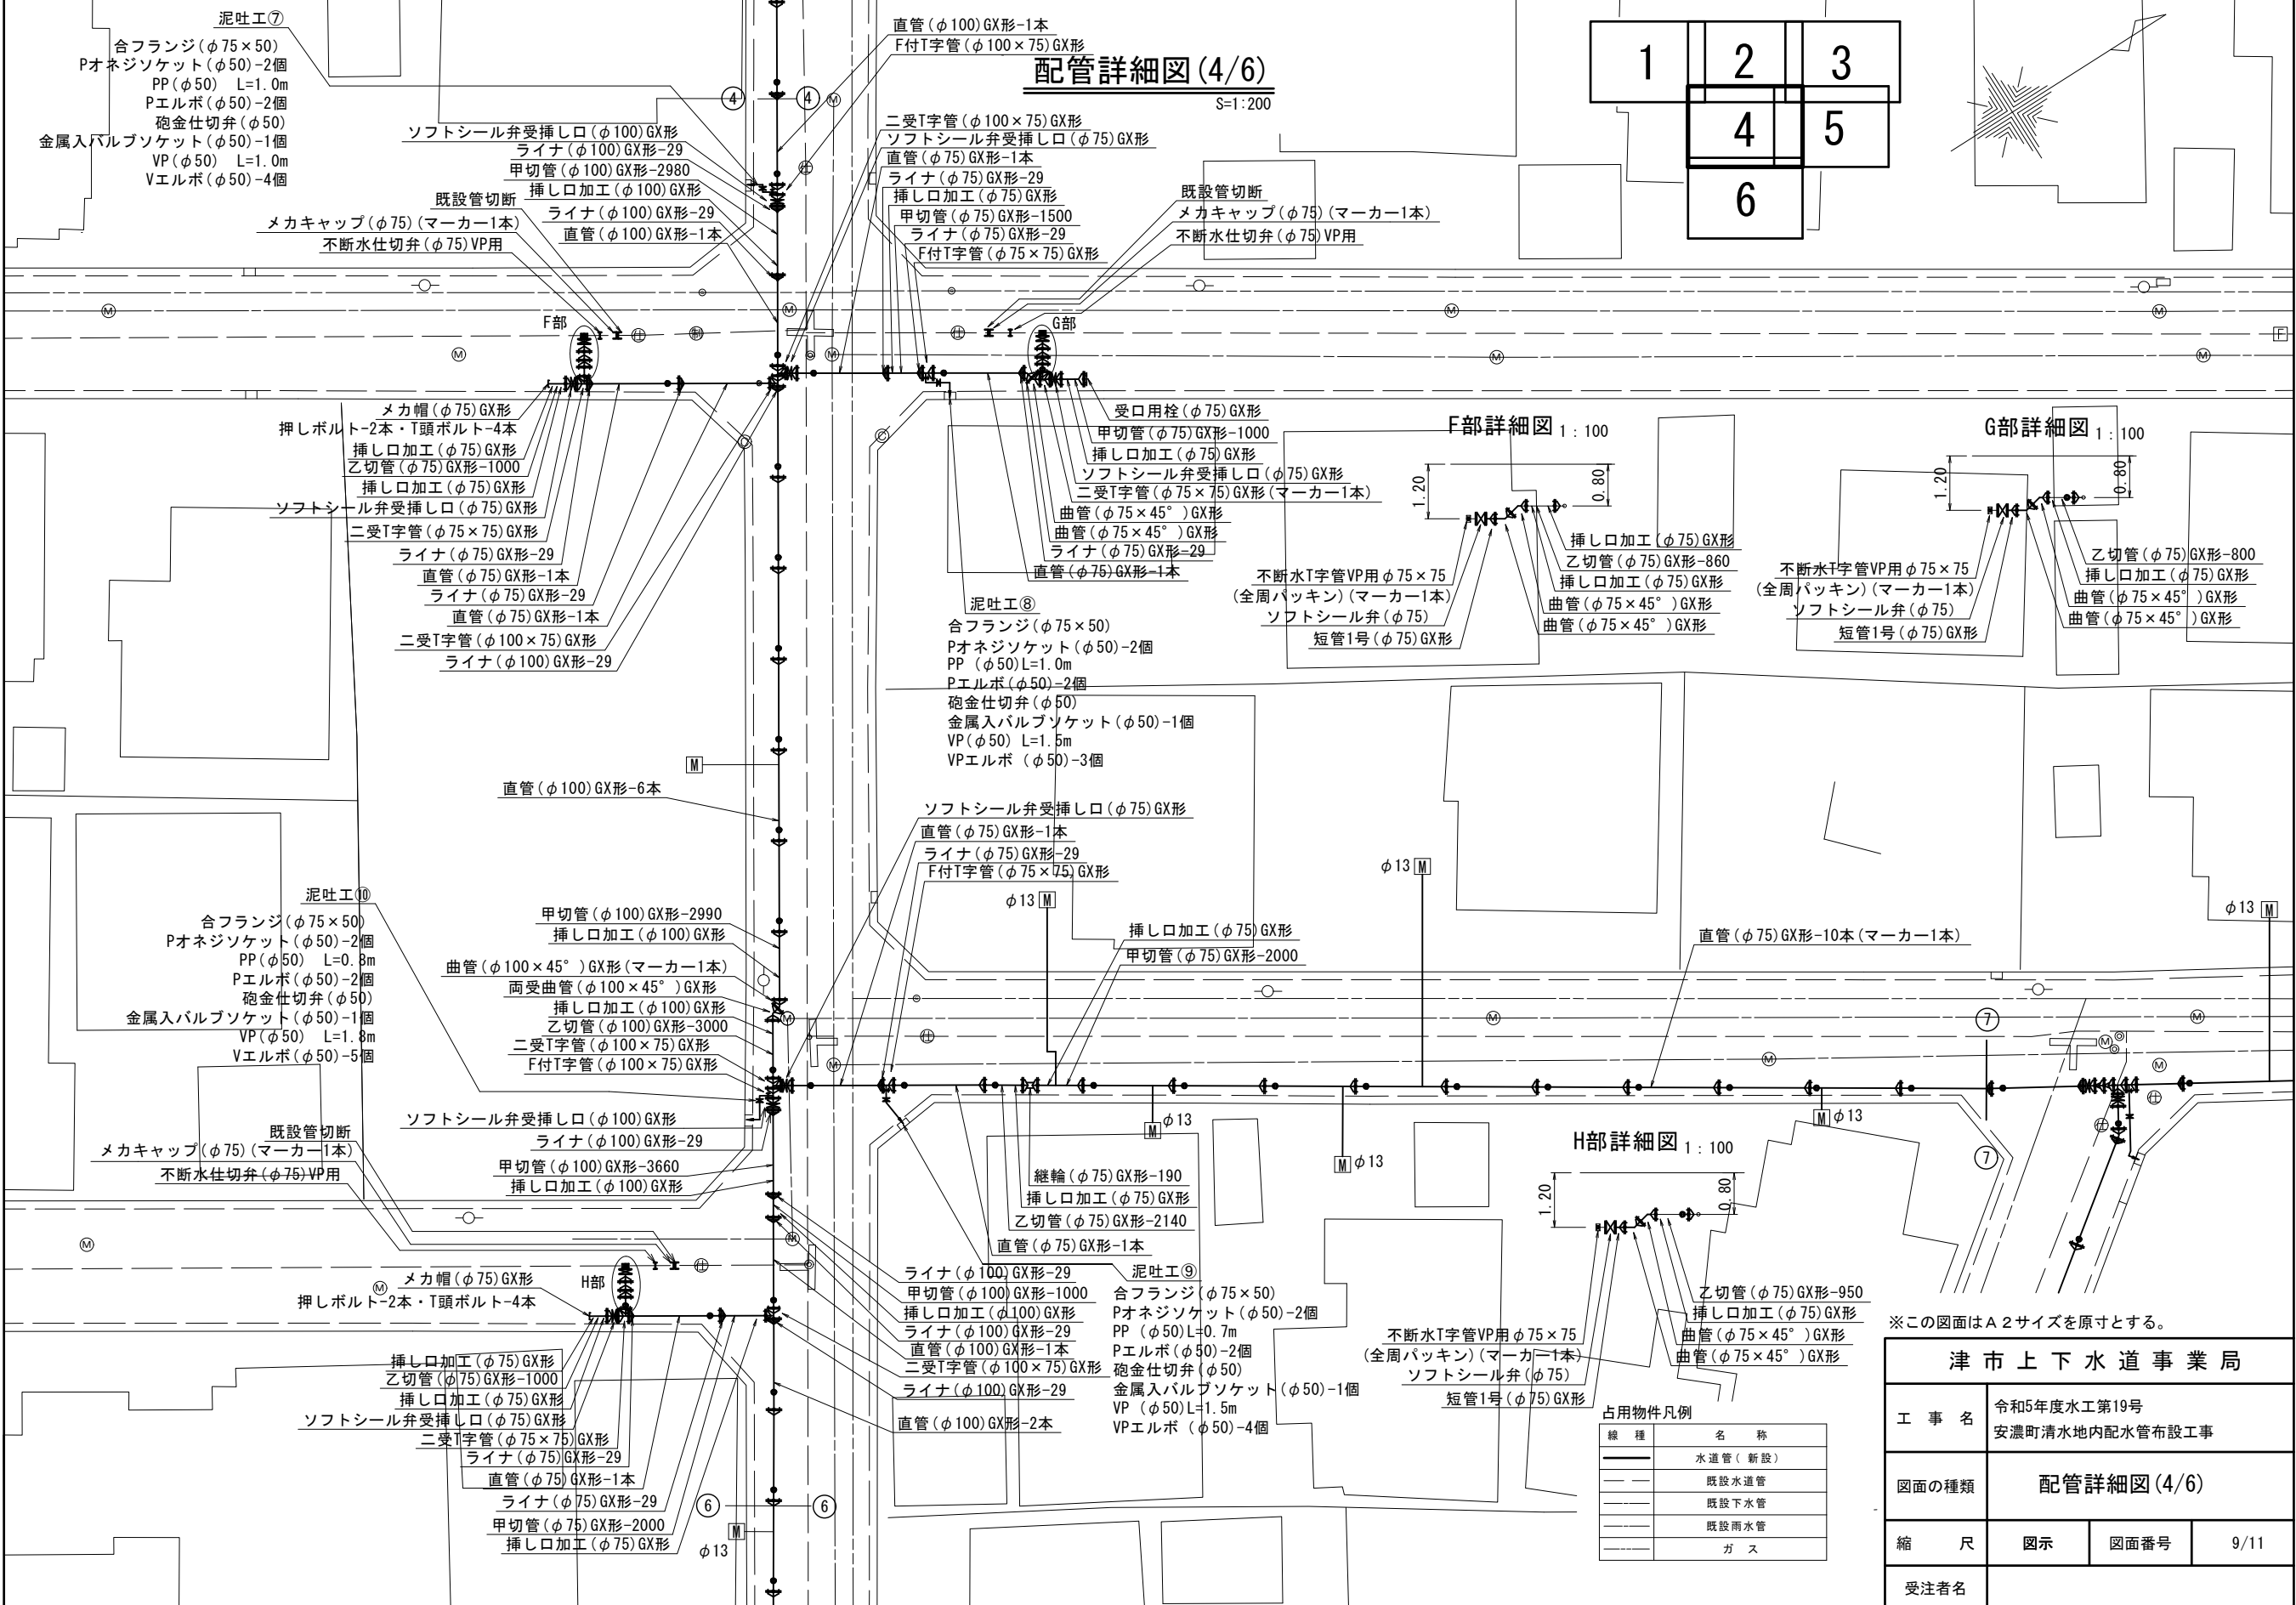 配管詳細図(4/6)
S=1:200
1
2
3
4
5
6
泥吐工⑦
合フランジ(φ75×50)
Pオネジソケット(φ50)-2個
PP(φ50) L=1.0m
Pエルボ(φ50)-2個
砲金仕切弁(φ50)
金属入バルブソケット(φ50)-1個
VP(φ50) L=1.0m
Vエルボ(φ50)-4個
直管(φ100)GX形-1本
F付T字管(φ100×75)GX形
④
④
ソフトシール弁受挿し口(φ100)GX形
ライナ(φ100)GX形-29
甲切管(φ100)GX形-2980
挿し口加工(φ100)GX形
ライナ(φ100)GX形-29
直管(φ100)GX形-1本
既設管切断
メカキャップ(φ75)(マーカー1本)
不断水仕切弁(φ75)VP用
二受T字管(φ100×75)GX形
ソフトシール弁受挿し口(φ75)GX形
直管(φ75)GX形-1本
ライナ(φ75)GX形-29
挿し口加工(φ75)GX形
甲切管(φ75)GX形-1500
ライナ(φ75)GX形-29
F付T字管(φ75×75)GX形
既設管切断
メカキャップ(φ75)(マーカー1本)
不断水仕切弁(φ75)VP用
F部
G部
メカ帽(φ75)GX形
押しボルト-2本・T頭ボルト-4本
挿し口加工(φ75)GX形
乙切管(φ75)GX形-1000
挿し口加工(φ75)GX形
ソフトシール弁受挿し口(φ75)GX形
二受T字管(φ75×75)GX形
ライナ(φ75)GX形-29
直管(φ75)GX形-1本
ライナ(φ75)GX形-29
直管(φ75)GX形-1本
二受T字管(φ100×75)GX形
ライナ(φ100)GX形-29
受口用栓(φ75)GX形
甲切管(φ75)GX形-1000
挿し口加工(φ75)GX形
ソフトシール弁受挿し口(φ75)GX形
二受T字管(φ75×75)GX形(マーカー1本)
曲管(φ75×45°)GX形
曲管(φ75×45°)GX形
ライナ(φ75)GX形-29
直管(φ75)GX形-1本
F部詳細図 1:100
1.20
0.80
挿し口加工(φ75)GX形
乙切管(φ75)GX形-860
挿し口加工(φ75)GX形
曲管(φ75×45°)GX形
曲管(φ75×45°)GX形
不断水T字管VP用φ75×75
(全周パッキン)(マーカー1本)
ソフトシール弁(φ75)
短管1号(φ75)GX形
G部詳細図 1:100
1.20
0.80
乙切管(φ75)GX形-800
挿し口加工(φ75)GX形
曲管(φ75×45°)GX形
曲管(φ75×45°)GX形
不断水T字管VP用φ75×75
(全周パッキン)(マーカー1本)
ソフトシール弁(φ75)
短管1号(φ75)GX形
泥吐工⑧
合フランジ(φ75×50)
Pオネジソケット(φ50)-2個
PP (φ50)L=1.0m
Pエルボ(φ50)-2個
砲金仕切弁(φ50)
金属入バルブソケット(φ50)-1個
VP(φ50) L=1.5m
VPエルボ (φ50)-3個
M
直管(φ100)GX形-6本
ソフトシール弁受挿し口(φ75)GX形
直管(φ75)GX形-1本
ライナ(φ75)GX形-29
F付T字管(φ75×75)GX形
φ13 M
φ13 M
φ13 M
挿し口加工(φ75)GX形
甲切管(φ75)GX形-2000
直管(φ75)GX形-10本(マーカー1本)
泥吐工⑩
合フランジ(φ75×50)
Pオネジソケット(φ50)-2個
PP(φ50) L=0.8m
Pエルボ(φ50)-2個
砲金仕切弁(φ50)
金属入バルブソケット(φ50)-1個
VP(φ50) L=1.8m
Vエルボ(φ50)-5個
甲切管(φ100)GX形-2990
挿し口加工(φ100)GX形
曲管(φ100×45°)GX形(マーカー1本)
両受曲管(φ100×45°)GX形
挿し口加工(φ100)GX形
乙切管(φ100)GX形-3000
二受T字管(φ100×75)GX形
F付T字管(φ100×75)GX形
⑦
⑦
M φ13
M φ13
M φ13
ソフトシール弁受挿し口(φ100)GX形
ライナ(φ100)GX形-29
甲切管(φ100)GX形-3660
挿し口加工(φ100)GX形
既設管切断
メカキャップ(φ75)(マーカー1本)
不断水仕切弁(φ75)VP用
継輪(φ75)GX形-190
挿し口加工(φ75)GX形
乙切管(φ75)GX形-2140
直管(φ75)GX形-1本
H部
メカ帽(φ75)GX形
押しボルト-2本・T頭ボルト-4本
挿し口加工(φ75)GX形
乙切管(φ75)GX形-1000
挿し口加工(φ75)GX形
ソフトシール弁受挿し口(φ75)GX形
二受T字管(φ75×75)GX形
ライナ(φ75)GX形-29
直管(φ75)GX形-1本
ライナ(φ75)GX形-29
甲切管(φ75)GX形-2000
挿し口加工(φ75)GX形
ライナ(φ100)GX形-29
甲切管(φ100)GX形-1000
挿し口加工(φ100)GX形
ライナ(φ100)GX形-29
直管(φ100)GX形-1本
二受T字管(φ100×75)GX形
ライナ(φ100)GX形-29
直管(φ100)GX形-2本
⑥
⑥
M
φ13
泥吐工⑨
合フランジ(φ75×50)
Pオネジソケット(φ50)-2個
PP (φ50)L=0.7m
Pエルボ(φ50)-2個
砲金仕切弁(φ50)
金属入バルブソケット(φ50)-1個
VP (φ50)L=1.5m
VPエルボ (φ50)-4個
H部詳細図 1:100
1.20
0.80
乙切管(φ75)GX形-950
挿し口加工(φ75)GX形
曲管(φ75×45°)GX形
曲管(φ75×45°)GX形
不断水T字管VP用φ75×75
(全周パッキン)(マーカー1本)
ソフトシール弁(φ75)
短管1号(φ75)GX形
占用物件凡例
線種 名称
水道管(新設)
既設水道管
既設下水管
既設雨水管
ガス
※この図面はA2サイズを原寸とする。
津市上下水道事業局
工事名 令和5年度水工第19号
安濃町清水地内配水管布設工事
図面の種類 配管詳細図(4/6)
縮尺 図示 図面番号 9/11
受注者名